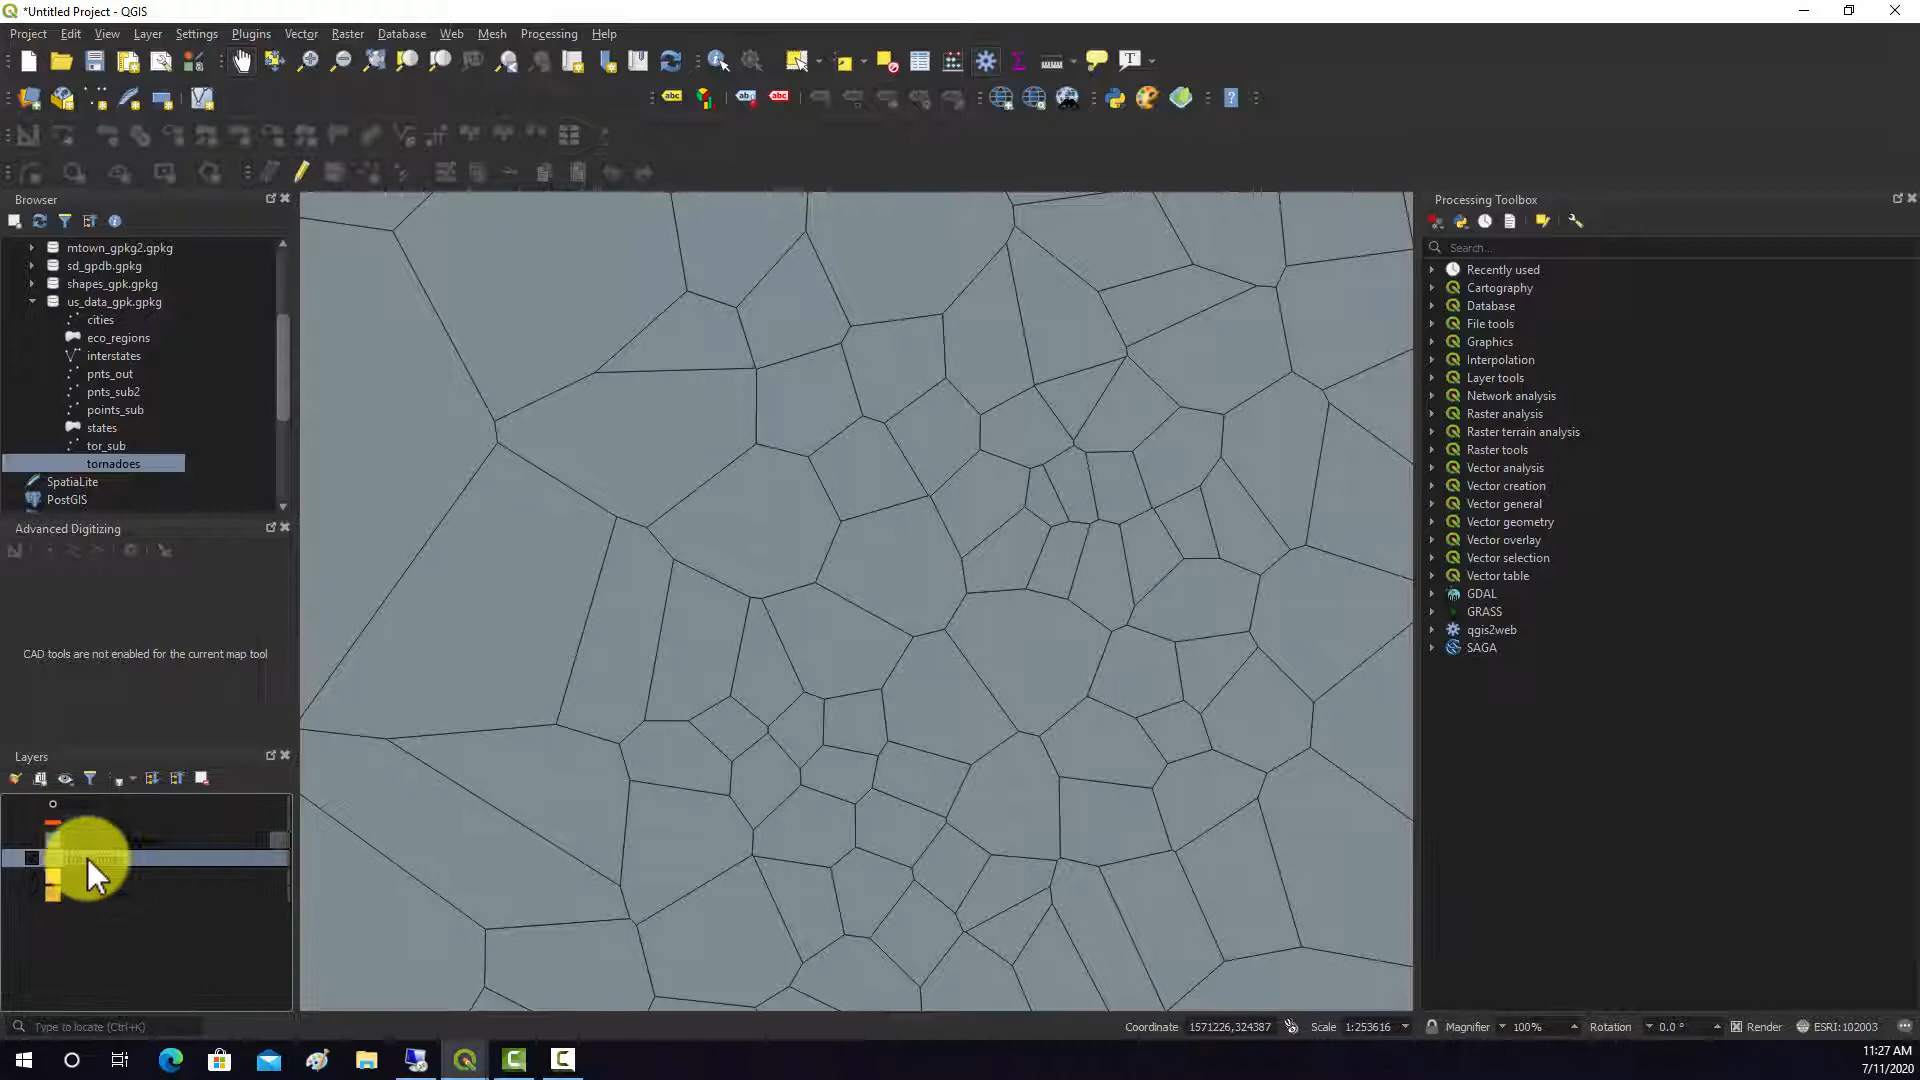 *Untitled Project - QGIS
Project Edit View Layer Settings Plugins Vector Raster Database Web Mesh Processing Help
abc
ab
abc
T
Browser
mtown_gpkg2.gpkg
sd_gpdb.gpkg
shapes_gpk.gpkg
us_data_gpk.gpkg
cities
eco_regions
interstates
pnts_out
pnts_sub2
points_sub
states
tor_sub
tornadoes
SpatiaLite
PostGIS
Advanced Digitizing
CAD tools are not enabled for the current map tool
Layers
Processing Toolbox
Search...
Recently used
Cartography
Database
File tools
Graphics
Interpolation
Layer tools
Network analysis
Raster analysis
Raster terrain analysis
Raster tools
Vector analysis
Vector creation
Vector general
Vector geometry
Vector overlay
Vector selection
Vector table
GDAL
GRASS
qgis2web
SAGA
Type to locate (Ctrl+K)
Coordinate 1571226,324387 Scale 1:253616 Magnifier 100% Rotation 0.0 ° Render ESRI:102003
11:27 AM
7/11/2020